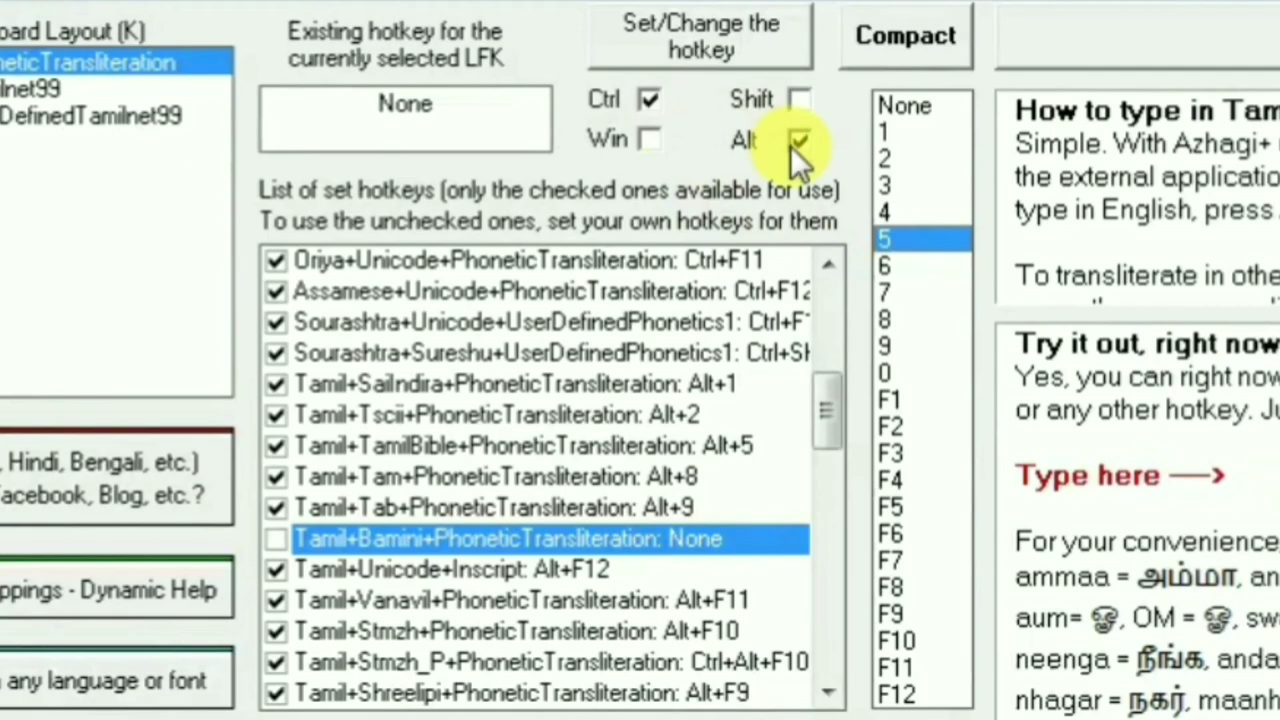 oard Layout (K)
neticTransliteration
lnet99
DefinedTamilnet99
, Hindi, Bengali, etc.)
acebook, Blog, etc.?
ppings - Dynamic Help
any language or font
Existing hotkey for the
currently selected LFK
None
Set/Change the
hotkey
Ctrl
Shift
Win
Alt
List of set hotkeys (only the checked ones available for use)
To use the unchecked ones, set your own hotkeys for them
Oriya+Unicode+PhoneticTransliteration: Ctrl+F11
Assamese+Unicode+PhoneticTransliteration: Ctrl+F12
Sourashtra+Unicode+UserDefinedPhonetics1: Ctrl+F
Sourashtra+Sureshu+UserDefinedPhonetics1: Ctrl+SH
Tamil+SaiIndira+PhoneticTransliteration: Alt+1
Tamil+Tscii+PhoneticTransliteration: Alt+2
Tamil+TamilBible+PhoneticTransliteration: Alt+5
Tamil+Tam+PhoneticTransliteration: Alt+8
Tamil+Tab+PhoneticTransliteration: Alt+9
Tamil+Bamini+PhoneticTransliteration: None
Tamil+Unicode+Inscript: Alt+F12
Tamil+Vanavil+PhoneticTransliteration: Alt+F11
Tamil+Stmzh+PhoneticTransliteration: Alt+F10
Tamil+Stmzh_P+PhoneticTransliteration: Ctrl+Alt+F10
Tamil+Shreelipi+PhoneticTransliteration: Alt+F9
Compact
None
1
2
3
4
5
6
7
8
9
0
F1
F2
F3
F4
F5
F6
F7
F8
F9
F10
F11
F12
How to type in Tam
Simple. With Azhagi+
the external applicatio
type in English, press
To transliterate in othe
Try it out, right now
Yes, you can right now
or any other hotkey. Ju
Type here --->
For your convenience
ammaa = அம்மா, an
aum= ௐ, OM = ௐ, sw
neenga = நீங்க, anda
nhagar = நகர், maanh